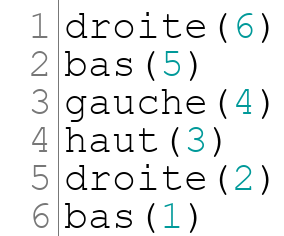 1 droite(6)
2 bas(5)
3 gauche(4)
4 haut(3)
5 droite(2)
6 bas(1)